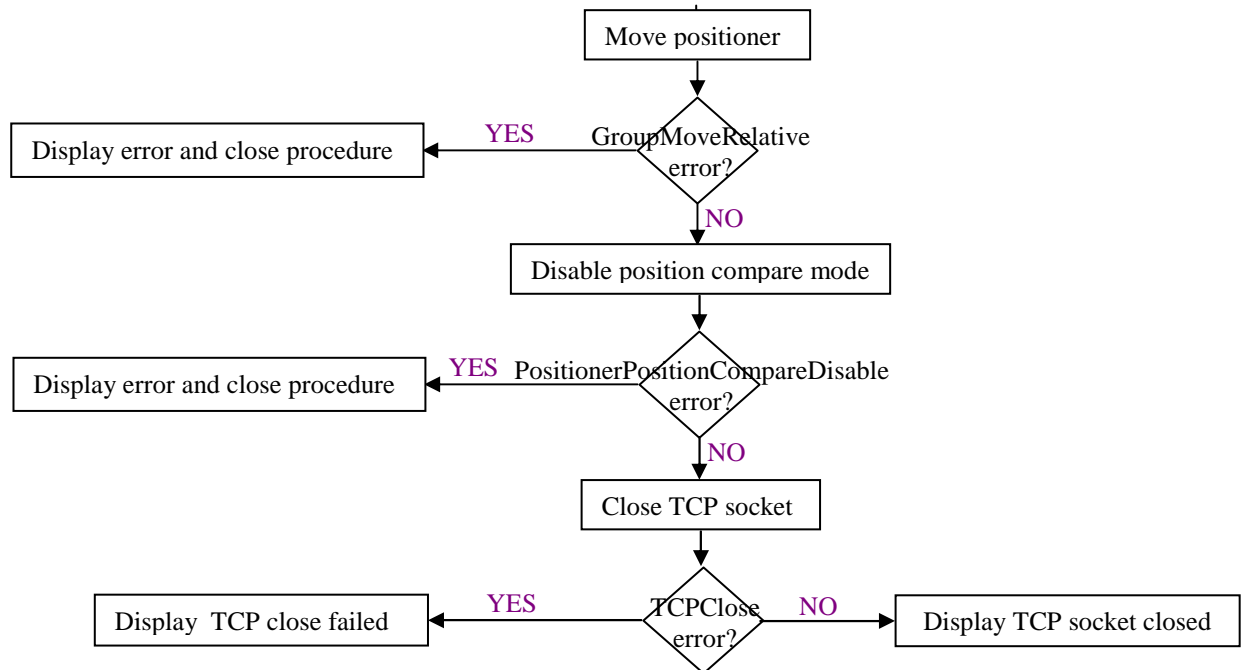 Move positioner
GroupMoveRelative
error?
YES
Display error and close procedure
NO
Disable position compare mode
PositionerPositionCompareDisable
error?
YES
Display error and close procedure
NO
Close TCP socket
TCPClose
error?
YES
NO
Display TCP close failed
Display TCP socket closed